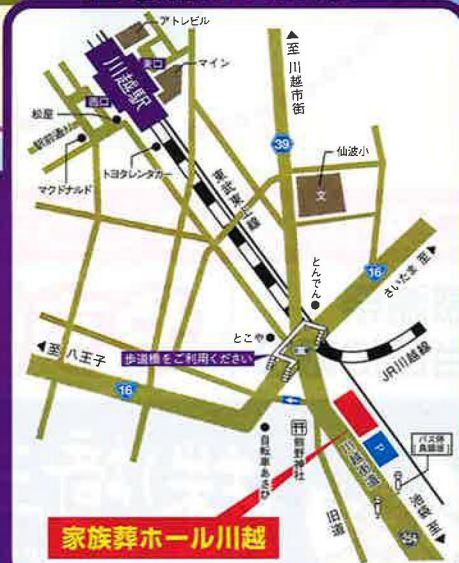 アトレビル
東口
マイン
川越駅
西口
松屋
駅前通り
マクドナルド
トヨタレンタカー
▲至 川越市街
39
仙波小
文
東武東上線
16
さいたま 至▶
とんでん
とこや
歩道橋をご利用ください
◀至 八王子
16
JR川越線
自転車あさひ
熊野神社
旧道
川越街道
P
バス停
池袋 至▶
254
家族葬ホール川越